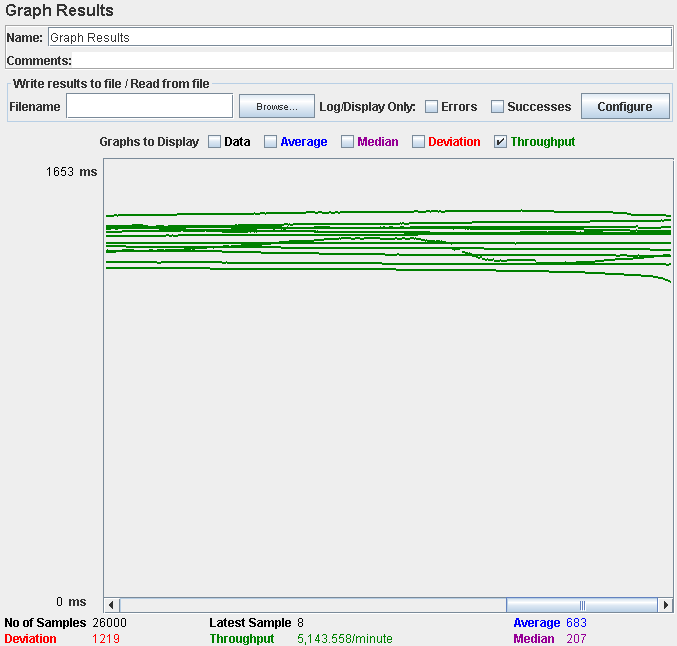 Graph Results
Name: Graph Results
Comments:
Write results to file / Read from file
Filename Browse... Log/Display Only: Errors Successes Configure
Graphs to Display Data Average Median Deviation Throughput
1653 ms
0 ms
No of Samples 26000 Latest Sample 8 Average 683
Deviation 1219 Throughput 5,143.558/minute Median 207